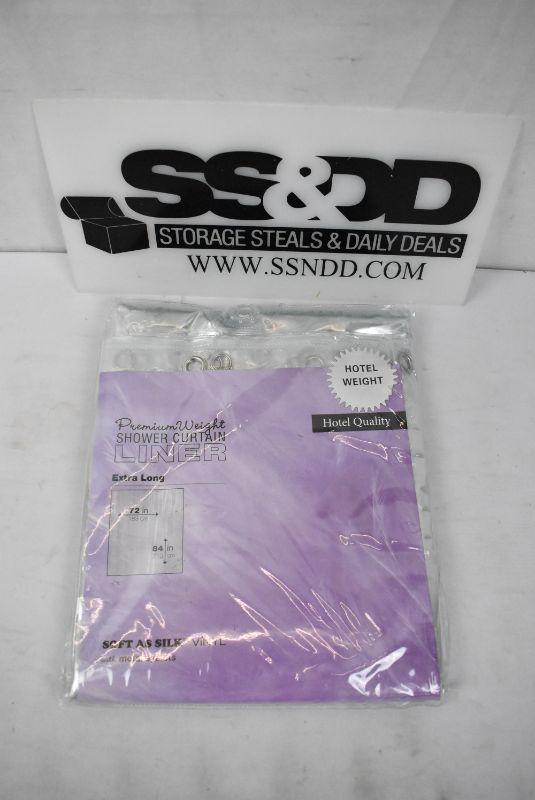 SS&DD
STORAGE STEALS & DAILY DEALS
WWW.SSNDD.COM
HOTEL
WEIGHT
Hotel Quality
Premium Weight
SHOWER CURTAIN
LINER
Extra Long
72 in
84 in
SOFT AS SILK VINYL